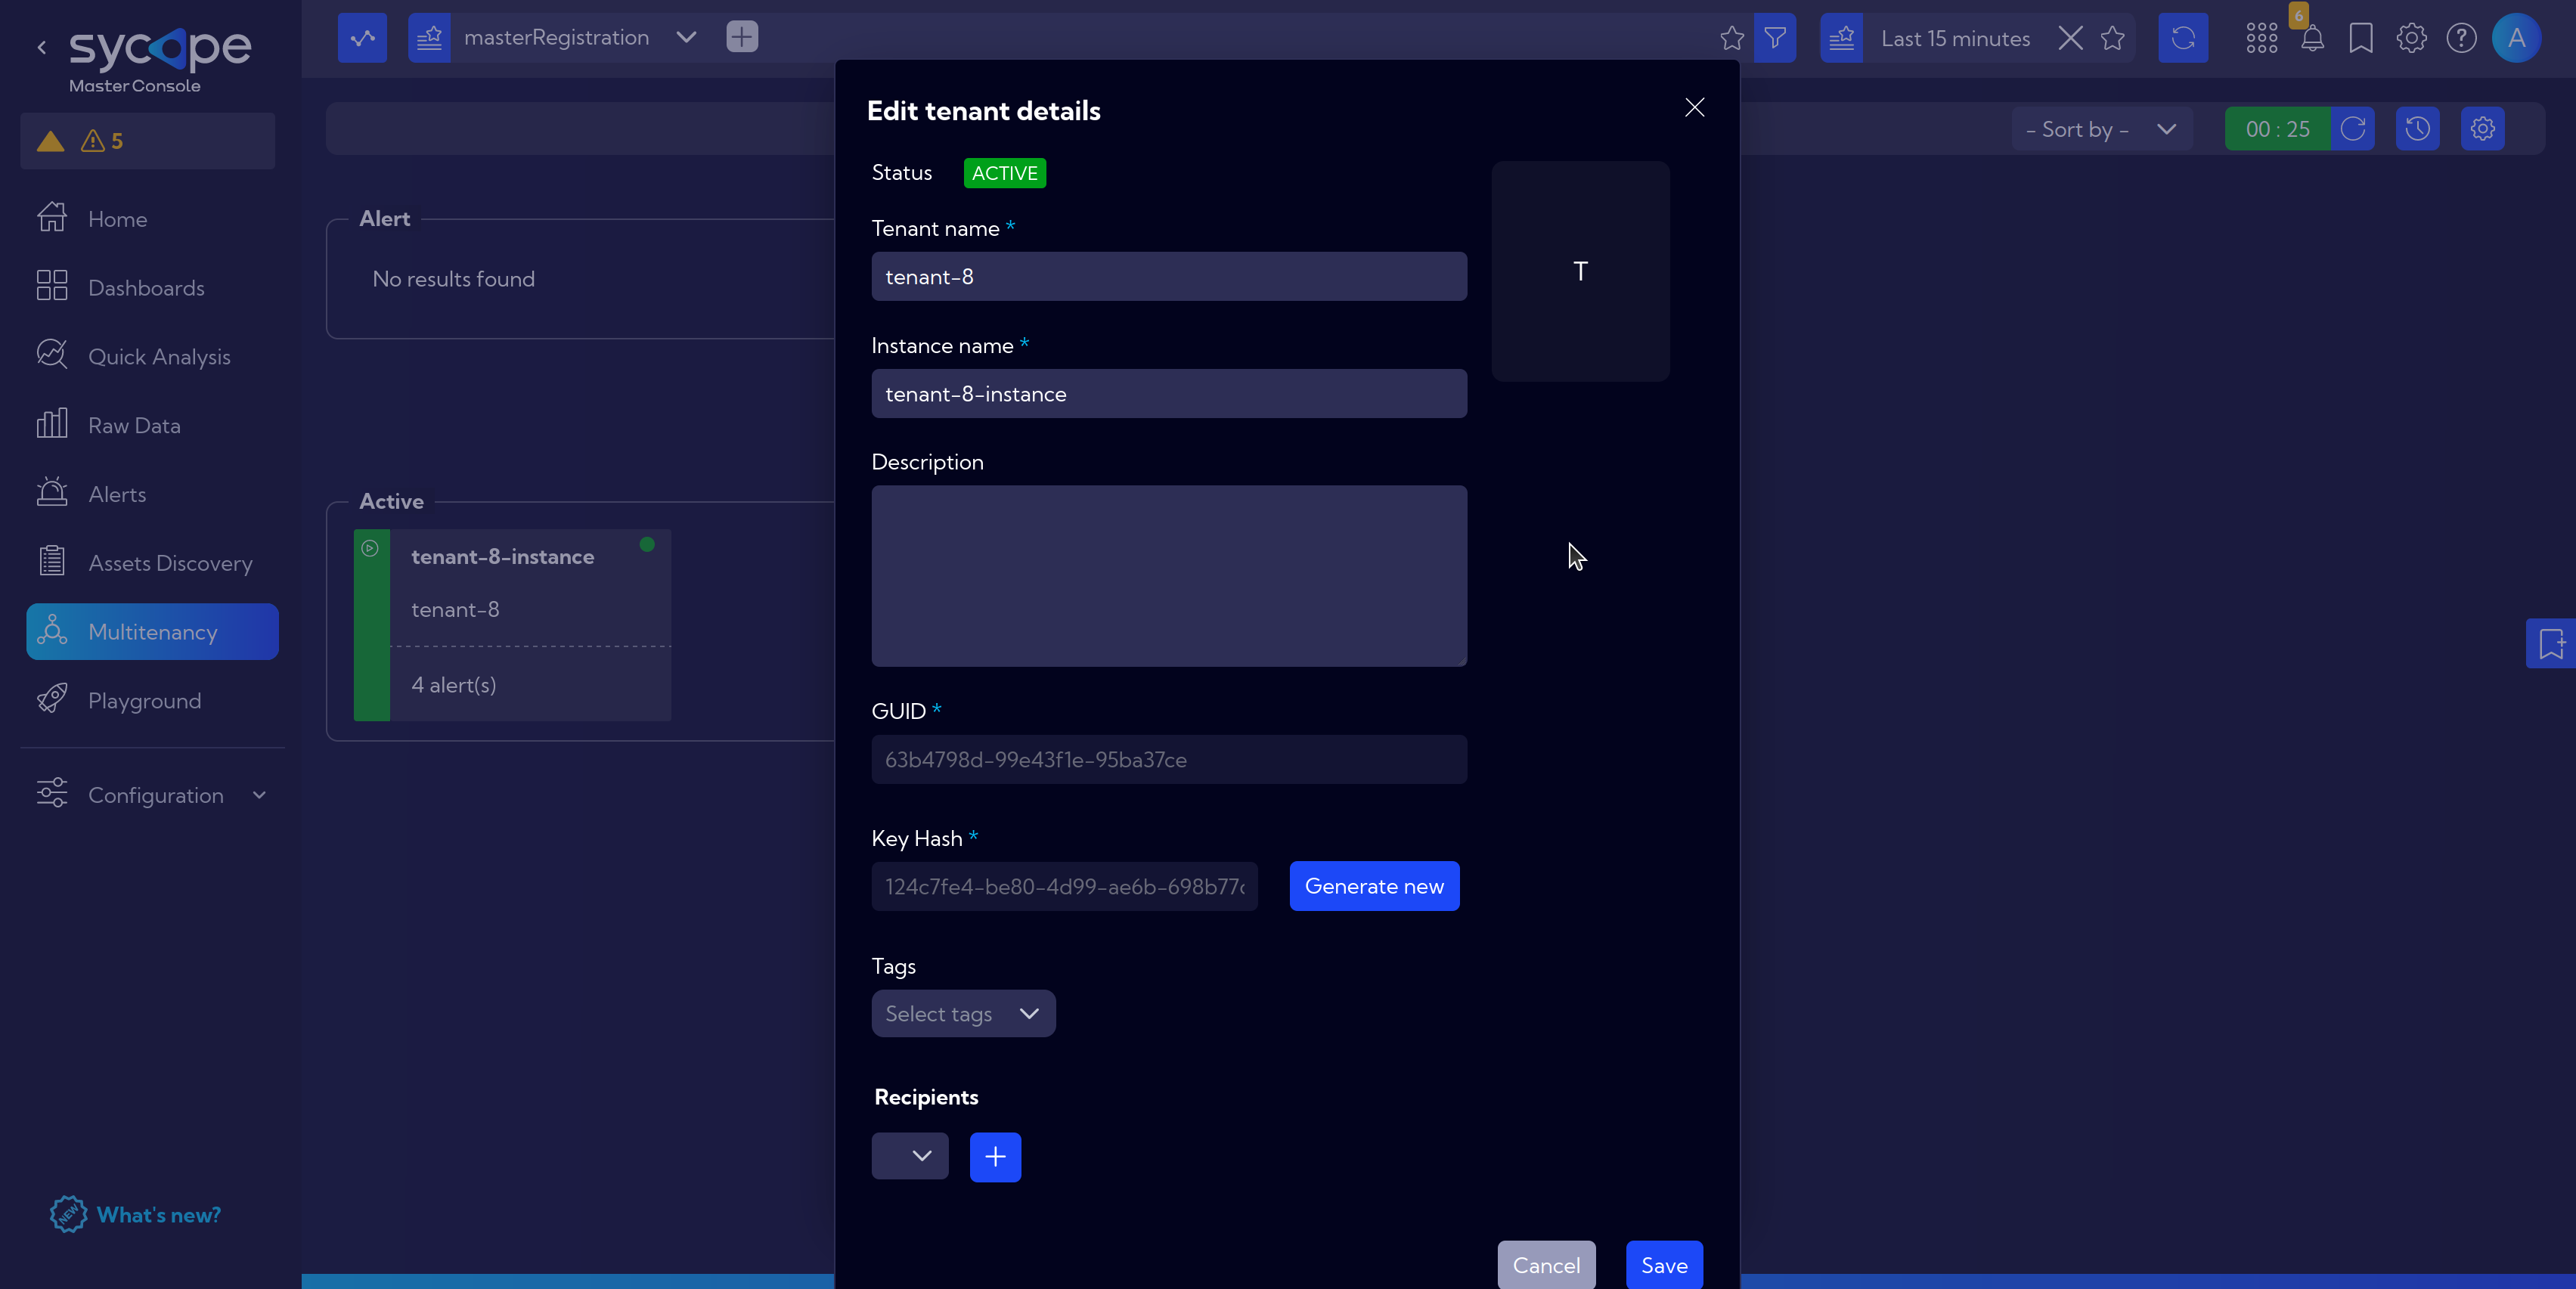 sycope
Master Console
5
Home
Dashboards
Quick Analysis
Raw Data
Alerts
Assets Discovery
Multitenancy
Playground
Configuration
NEW
What's new?
masterRegistration
Last 15 minutes
6
A
- Sort by -
00 : 25
Alert
No results found
Active
tenant-8-instance
tenant-8
4 alert(s)
Edit tenant details
Status ACTIVE
Tenant name *
tenant-8
T
Instance name *
tenant-8-instance
Description
GUID *
63b4798d-99e43f1e-95ba37ce
Key Hash *
124c7fe4-be80-4d99-ae6b-698b77
Generate new
Tags
Select tags
Recipients
Cancel
Save